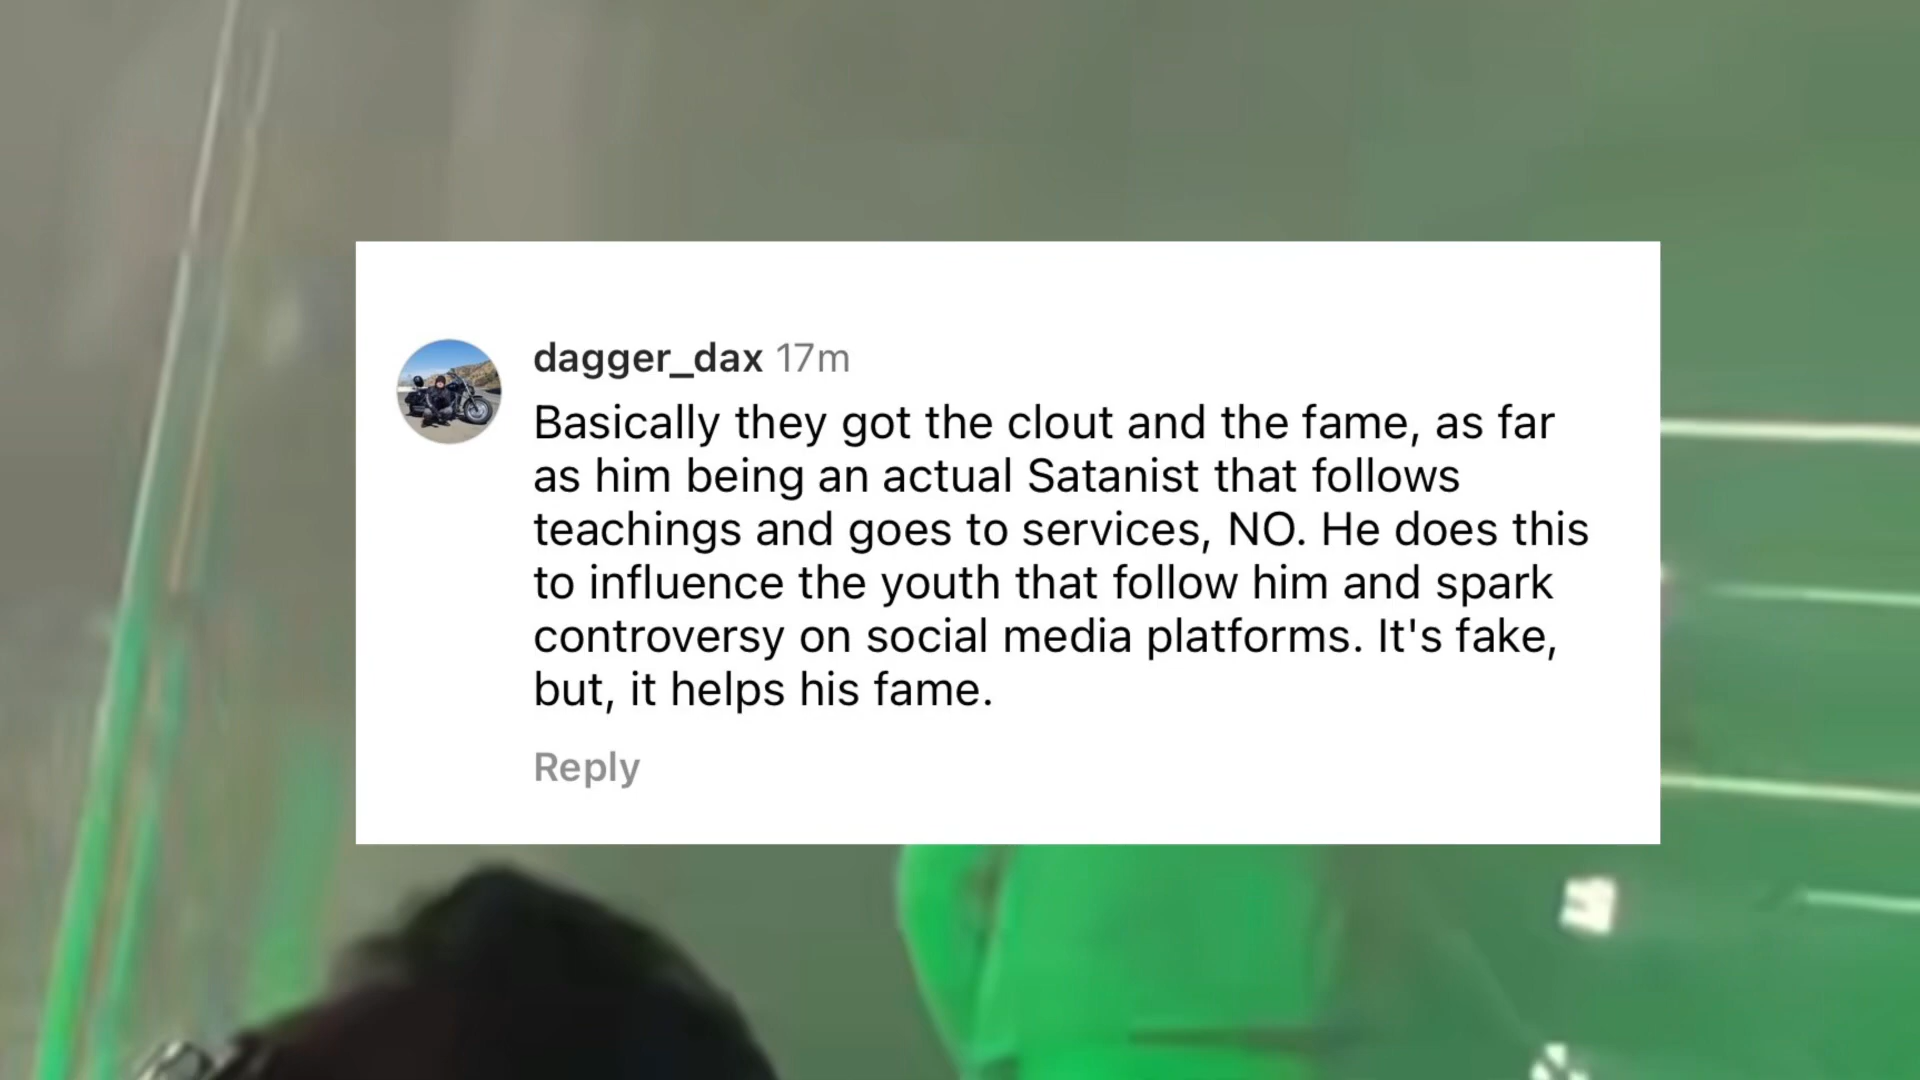 dagger_dax 17m
Basically they got the clout and the fame, as far
as him being an actual Satanist that follows
teachings and goes to services, NO. He does this
to influence the youth that follow him and spark
controversy on social media platforms. It's fake,
but, it helps his fame.
Reply